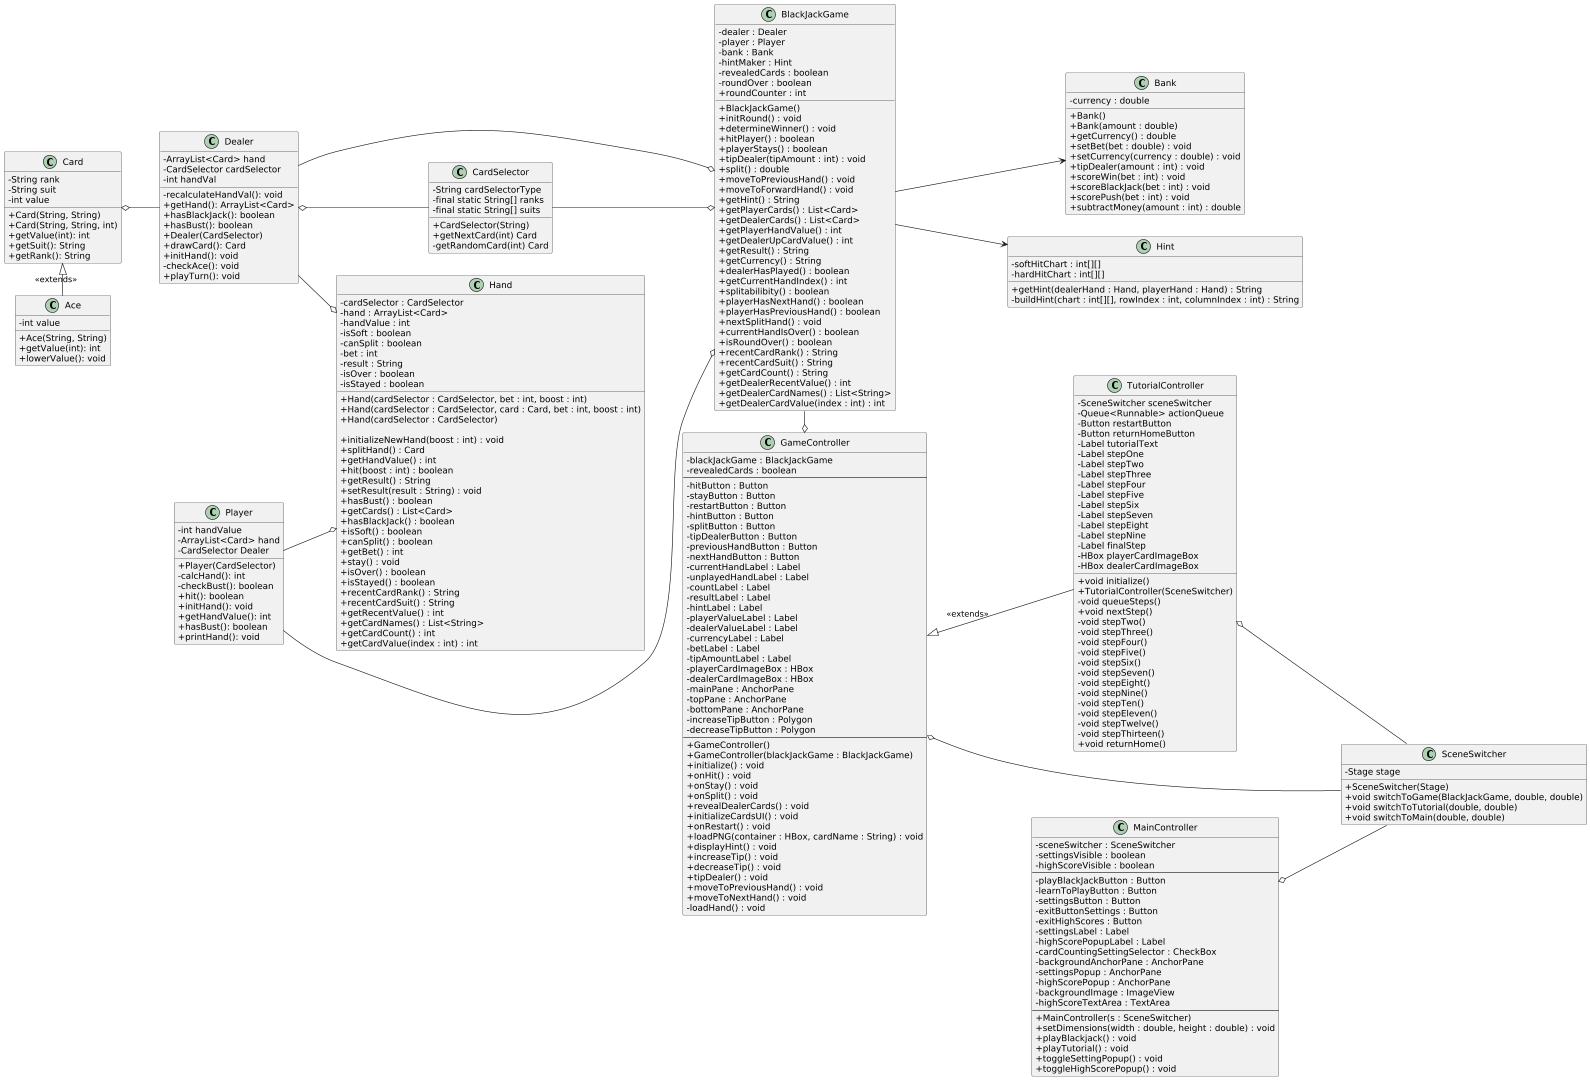 C Card
-String rank
-String suit
-int value
+Card(String, String)
+Card(String, String, int)
+getValue(int): int
+getSuit(): String
+getRank(): String
«extends»
C Ace
-int value
+Ace(String, String)
+getValue(int): int
+lowerValue(): void
C Dealer
-ArrayList<Card> hand
-CardSelector cardSelector
-int handVal
-recalculateHandVal(): void
+getHand(): ArrayList<Card>
+hasBlackJack(): boolean
+hasBust(): boolean
+Dealer(CardSelector)
+drawCard(): Card
+initHand(): void
-checkAce(): void
+playTurn(): void
C CardSelector
-String cardSelectorType
-final static String[] ranks
-final static String[] suits
+CardSelector(String)
+getNextCard(int) Card
-getRandomCard(int) Card
C Hand
-cardSelector : CardSelector
-hand : ArrayList<Card>
-handValue : int
-isSoft : boolean
-canSplit : boolean
-bet : int
-result : String
-isOver : boolean
-isStayed : boolean
+Hand(cardSelector : CardSelector, bet : int, boost : int)
+Hand(cardSelector : CardSelector, card : Card, bet : int, boost : int)
+Hand(cardSelector : CardSelector)
+initializeNewHand(boost : int) : void
+splitHand() : Card
+getHandValue() : int
+hit(boost : int) : boolean
+getResult() : String
+setResult(result : String) : void
+hasBust() : boolean
+getCards() : List<Card>
+hasBlackJack() : boolean
+isSoft() : boolean
+canSplit() : boolean
+getBet() : int
+stay() : void
+isOver() : boolean
+isStayed() : boolean
+recentCardRank() : String
+recentCardSuit() : String
+getRecentValue() : int
+getCardNames() : List<String>
+getCardCount() : int
+getCardValue(index : int) : int
C Player
-int handValue
-ArrayList<Card> hand
-CardSelector Dealer
+Player(CardSelector)
-calcHand(): int
-checkBust(): boolean
+hit(): boolean
+initHand(): void
+getHandValue(): int
+hasBust(): boolean
+printHand(): void
C BlackJackGame
-dealer : Dealer
-player : Player
-bank : Bank
-hintMaker : Hint
-revealedCards : boolean
-roundOver : boolean
+roundCounter : int
+BlackJackGame()
+initRound() : void
+determineWinner() : void
+hitPlayer() : boolean
+playerStays() : boolean
+tipDealer(tipAmount : int) : void
+split() : double
+moveToPreviousHand() : void
+moveToForwardHand() : void
+getHint() : String
+getPlayerCards() : List<Card>
+getDealerCards() : List<Card>
+getPlayerHandValue() : int
+getDealerUpCardValue() : int
+getResult() : String
+getCurrency() : String
+dealerHasPlayed() : boolean
+getCurrentHandIndex() : int
+splitabilibity() : boolean
+playerHasNextHand() : boolean
+playerHasPreviousHand() : boolean
+nextSplitHand() : void
+currentHandIsOver() : boolean
+isRoundOver() : boolean
+recentCardRank() : String
+recentCardSuit() : String
+getCardCount() : String
+getDealerRecentValue() : int
+getDealerCardNames() : List<String>
+getDealerCardValue(index : int) : int
C GameController
-blackJackGame : BlackJackGame
-revealedCards : boolean
-hitButton : Button
-stayButton : Button
-restartButton : Button
-hintButton : Button
-splitButton : Button
-tipDealerButton : Button
-previousHandButton : Button
-nextHandButton : Button
-currentHandLabel : Label
-unplayedHandLabel : Label
-countLabel : Label
-resultLabel : Label
-hintLabel : Label
-playerValueLabel : Label
-dealerValueLabel : Label
-currencyLabel : Label
-betLabel : Label
-tipAmountLabel : Label
-playerCardImageBox : HBox
-dealerCardImageBox : HBox
-mainPane : AnchorPane
-topPane : AnchorPane
-bottomPane : AnchorPane
-increaseTipButton : Polygon
-decreaseTipButton : Polygon
+GameController()
+GameController(blackJackGame : BlackJackGame)
+initialize() : void
+onHit() : void
+onStay() : void
+onSplit() : void
+revealDealerCards() : void
+initializeCardsUI() : void
+onRestart() : void
+loadPNG(container : HBox, cardName : String) : void
+displayHint() : void
+increaseTip() : void
+decreaseTip() : void
+tipDealer() : void
+moveToPreviousHand() : void
+moveToNextHand() : void
-loadHand() : void
C Bank
-currency : double
+Bank()
+Bank(amount : double)
+getCurrency() : double
+setBet(bet : double) : void
+setCurrency(currency : double) : void
+tipDealer(amount : int) : void
+scoreWin(bet : int) : void
+scoreBlackJack(bet : int) : void
+scorePush(bet : int) : void
+subtractMoney(amount : int) : double
C Hint
-softHitChart : int[][]
-hardHitChart : int[][]
+getHint(dealerHand : Hand, playerHand : Hand) : String
-buildHint(chart : int[][], rowIndex : int, columnIndex : int) : String
«extends»
C TutorialController
-SceneSwitcher sceneSwitcher
-Queue<Runnable> actionQueue
-Button restartButton
-Button returnHomeButton
-Label tutorialText
-Label stepOne
-Label stepTwo
-Label stepThree
-Label stepFour
-Label stepFive
-Label stepSix
-Label stepSeven
-Label stepEight
-Label stepNine
-Label finalStep
-HBox playerCardImageBox
-HBox dealerCardImageBox
+void initialize()
+TutorialController(SceneSwitcher)
-void queueSteps()
+void nextStep()
-void stepTwo()
-void stepThree()
-void stepFour()
-void stepFive()
-void stepSix()
-void stepSeven()
-void stepEight()
-void stepNine()
-void stepTen()
-void stepEleven()
-void stepTwelve()
-void stepThirteen()
+void returnHome()
C SceneSwitcher
-Stage stage
+SceneSwitcher(Stage)
+void switchToGame(BlackJackGame, double, double)
+void switchToTutorial(double, double)
+void switchToMain(double, double)
C MainController
-sceneSwitcher : SceneSwitcher
-settingsVisible : boolean
-highScoreVisible : boolean
-playBlackJackButton : Button
-learnToPlayButton : Button
-settingsButton : Button
-exitButtonSettings : Button
-exitHighScores : Button
-settingsLabel : Label
-highScorePopupLabel : Label
-cardCountingSettingSelector : CheckBox
-backgroundAnchorPane : AnchorPane
-settingsPopup : AnchorPane
-highScorePopup : AnchorPane
-backgroundImage : ImageView
-highScoreTextArea : TextArea
+MainController(s : SceneSwitcher)
+setDimensions(width : double, height : double) : void
+playBlackjack() : void
+playTutorial() : void
+toggleSettingPopup() : void
+toggleHighScorePopup() : void